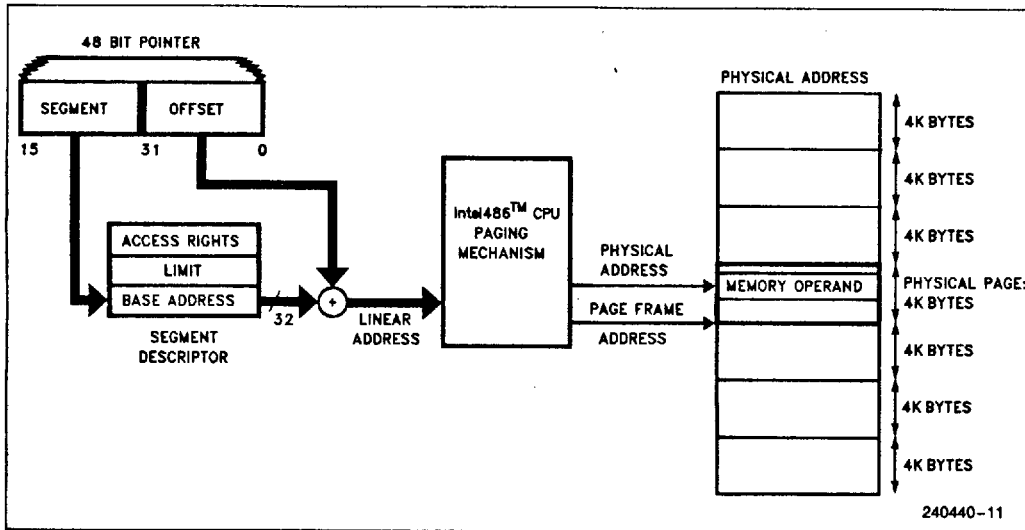 48 BIT POINTER
SEGMENT
OFFSET
15
31
0
ACCESS RIGHTS
LIMIT
BASE ADDRESS
SEGMENT
DESCRIPTOR
32
+
LINEAR
ADDRESS
Intel486™ CPU
PAGING
MECHANISM
PHYSICAL
ADDRESS
PAGE FRAME
ADDRESS
PHYSICAL ADDRESS
4K BYTES
4K BYTES
4K BYTES
MEMORY OPERAND
PHYSICAL PAGE:
4K BYTES
4K BYTES
4K BYTES
4K BYTES
240440-11